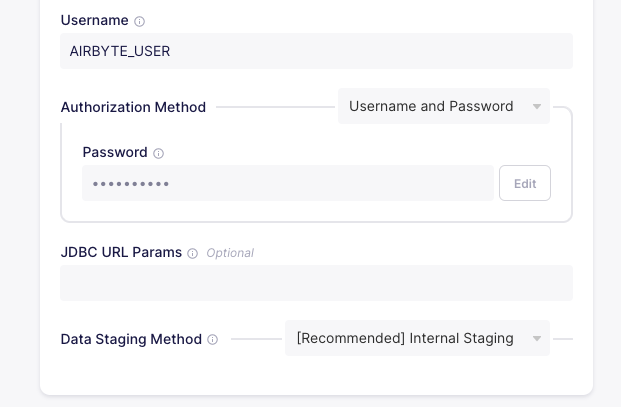 Username
AIRBYTE_USER
Authorization Method
Username and Password
Password
••••••••••
Edit
JDBC URL Params Optional
Data Staging Method
[Recommended] Internal Staging